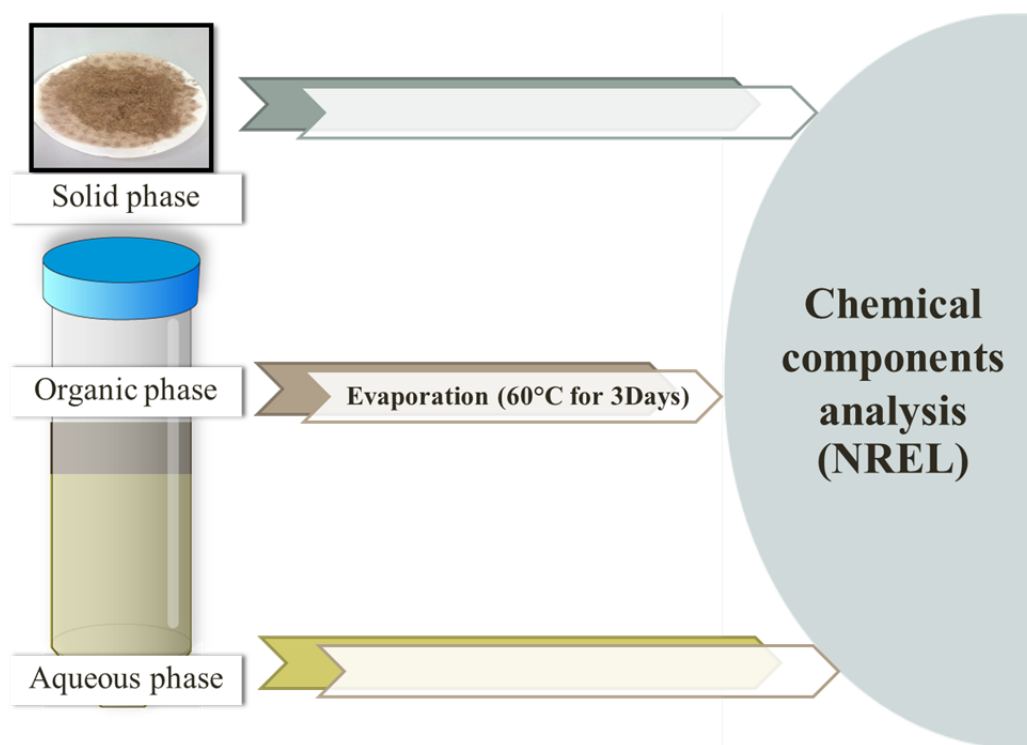 Solid phase
Organic phase
Evaporation (60°C for 3Days)
Aqueous phase
Chemical
components
analysis
(NREL)